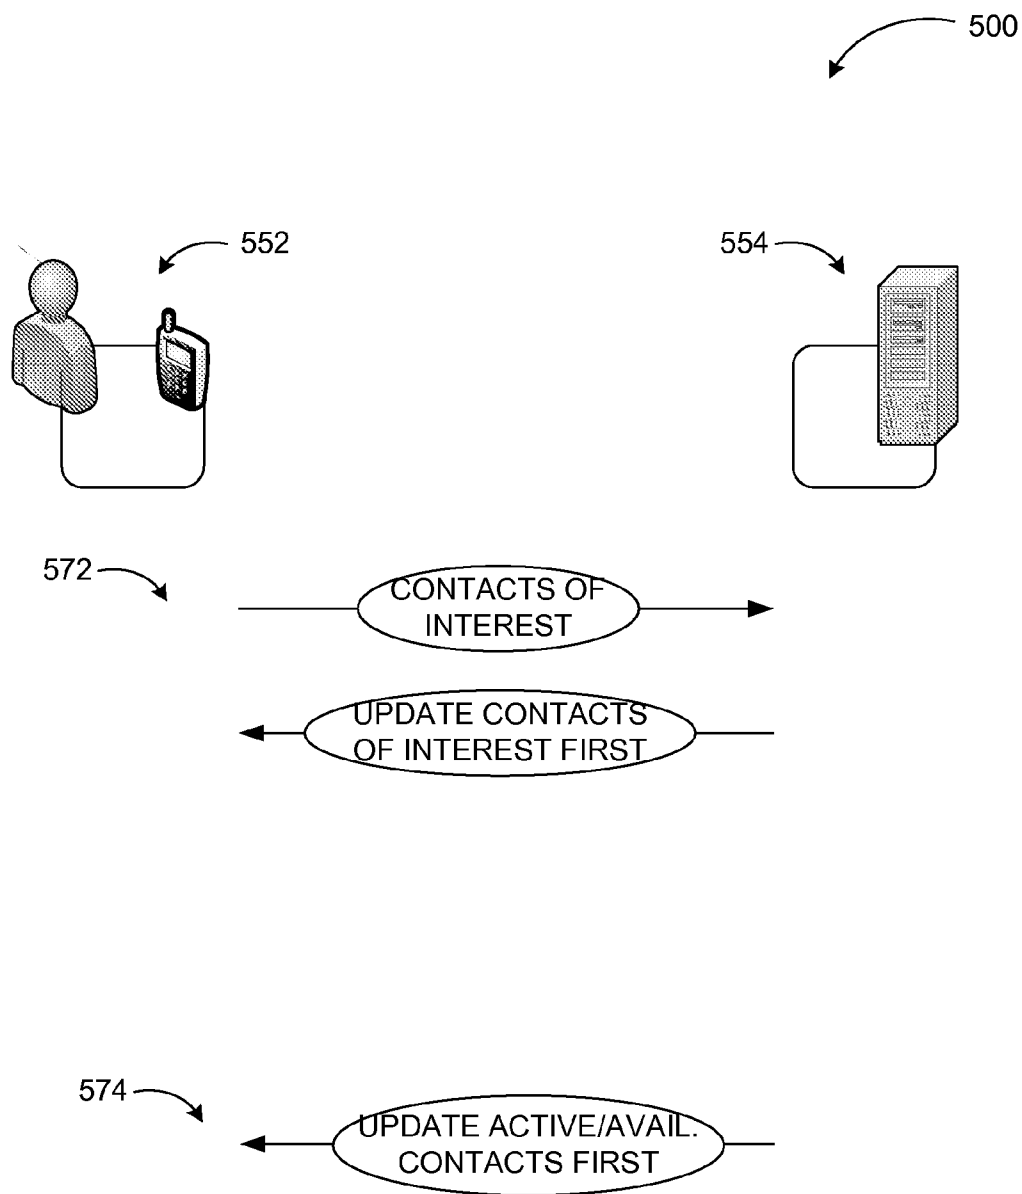 500
552
554
572
CONTACTS OF
INTEREST
UPDATE CONTACTS
OF INTEREST FIRST
574
UPDATE ACTIVE/AVAIL.
CONTACTS FIRST